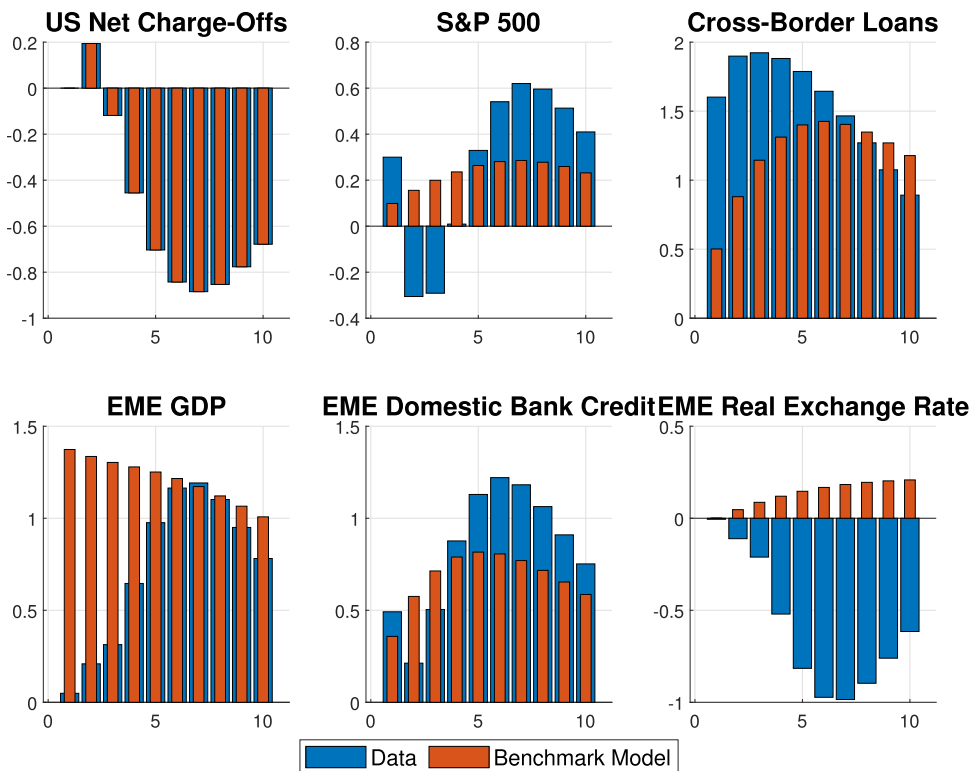 US Net Charge-Offs
0.2
0
-0.2
-0.4
-0.6
-0.8
-1
0 5 10
S&P 500
0.8
0.6
0.4
0.2
0
-0.2
-0.4
0 5 10
Cross-Border Loans
2
1.5
1
0.5
0
0 5 10
EME GDP
1.5
1
0.5
0
0 5 10
EME Domestic Bank Credit
1.5
1
0.5
0
0 5 10
EME Real Exchange Rate
0.5
0
-0.5
-1
0 5 10
Data Benchmark Model